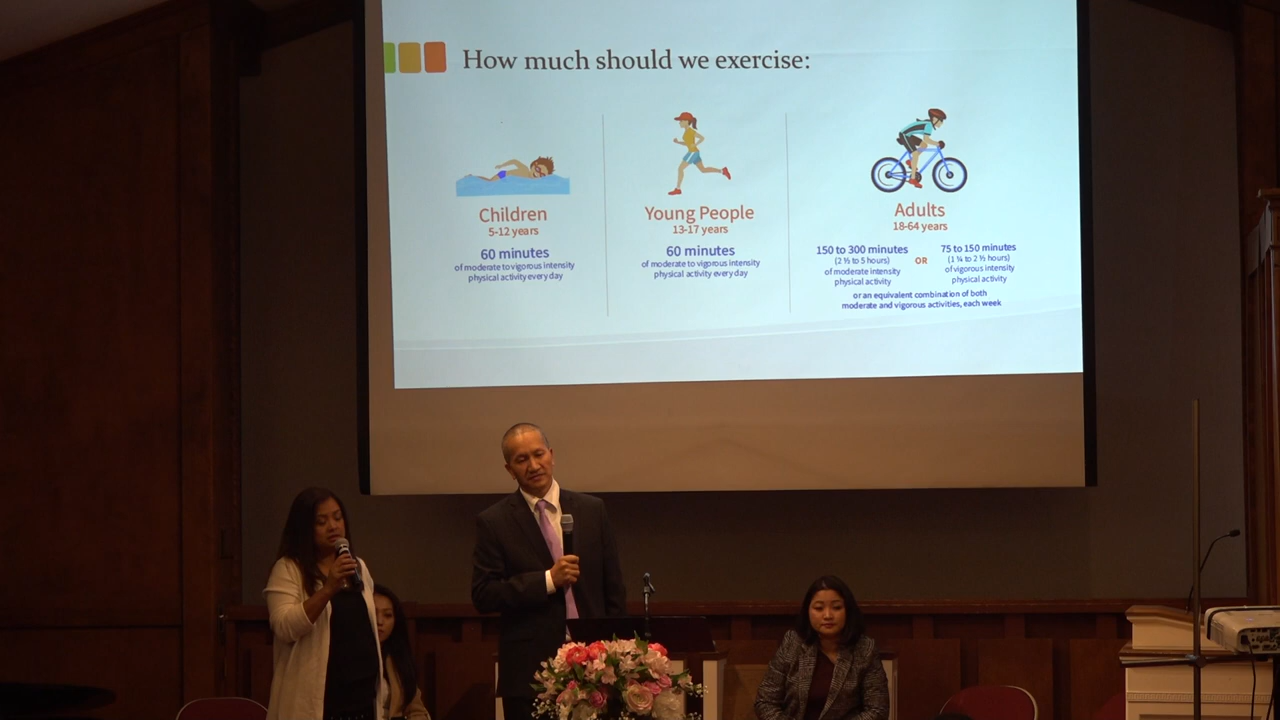 How much should we exercise:
Children
5-12 years
60 minutes
of moderate to vigorous intensity
physical activity every day
Young People
13-17 years
60 minutes
of moderate to vigorous intensity
physical activity every day
Adults
18-64 years
150 to 300 minutes
(2 ½ to 5 hours)
of moderate intensity
physical activity
OR
75 to 150 minutes
(1 ¼ to 2 ½ hours)
of vigorous intensity
physical activity
or an equivalent combination of both
moderate and vigorous activities, each week